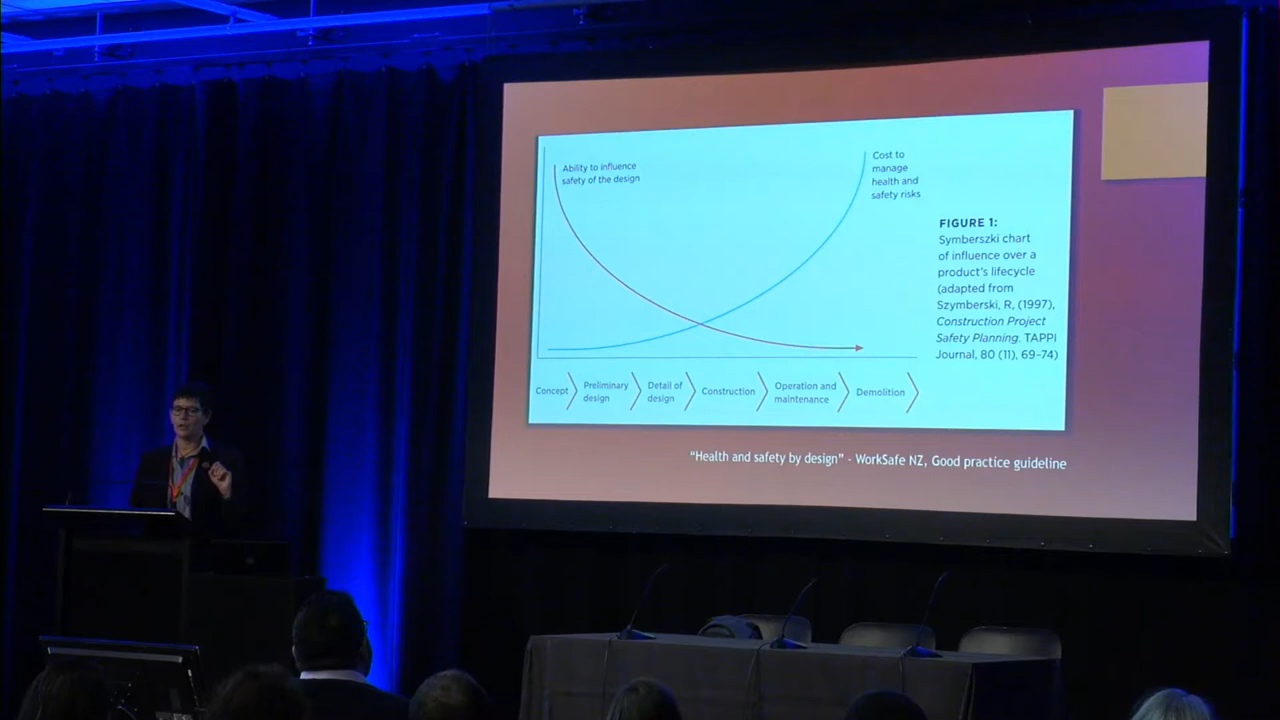 Ability to influence
safety of the design
Cost to
manage
health and
safety risks
FIGURE 1:
Symberszki chart
of influence over a
product's lifecycle
(adapted from
Szymberski, R, (1997),
Construction Project
Safety Planning. TAPPI
Journal, 80 (11), 69–74)
Concept
Preliminary
design
Detail of
design
Construction
Operation and
maintenance
Demolition
"Health and safety by design" - WorkSafe NZ, Good practice guideline